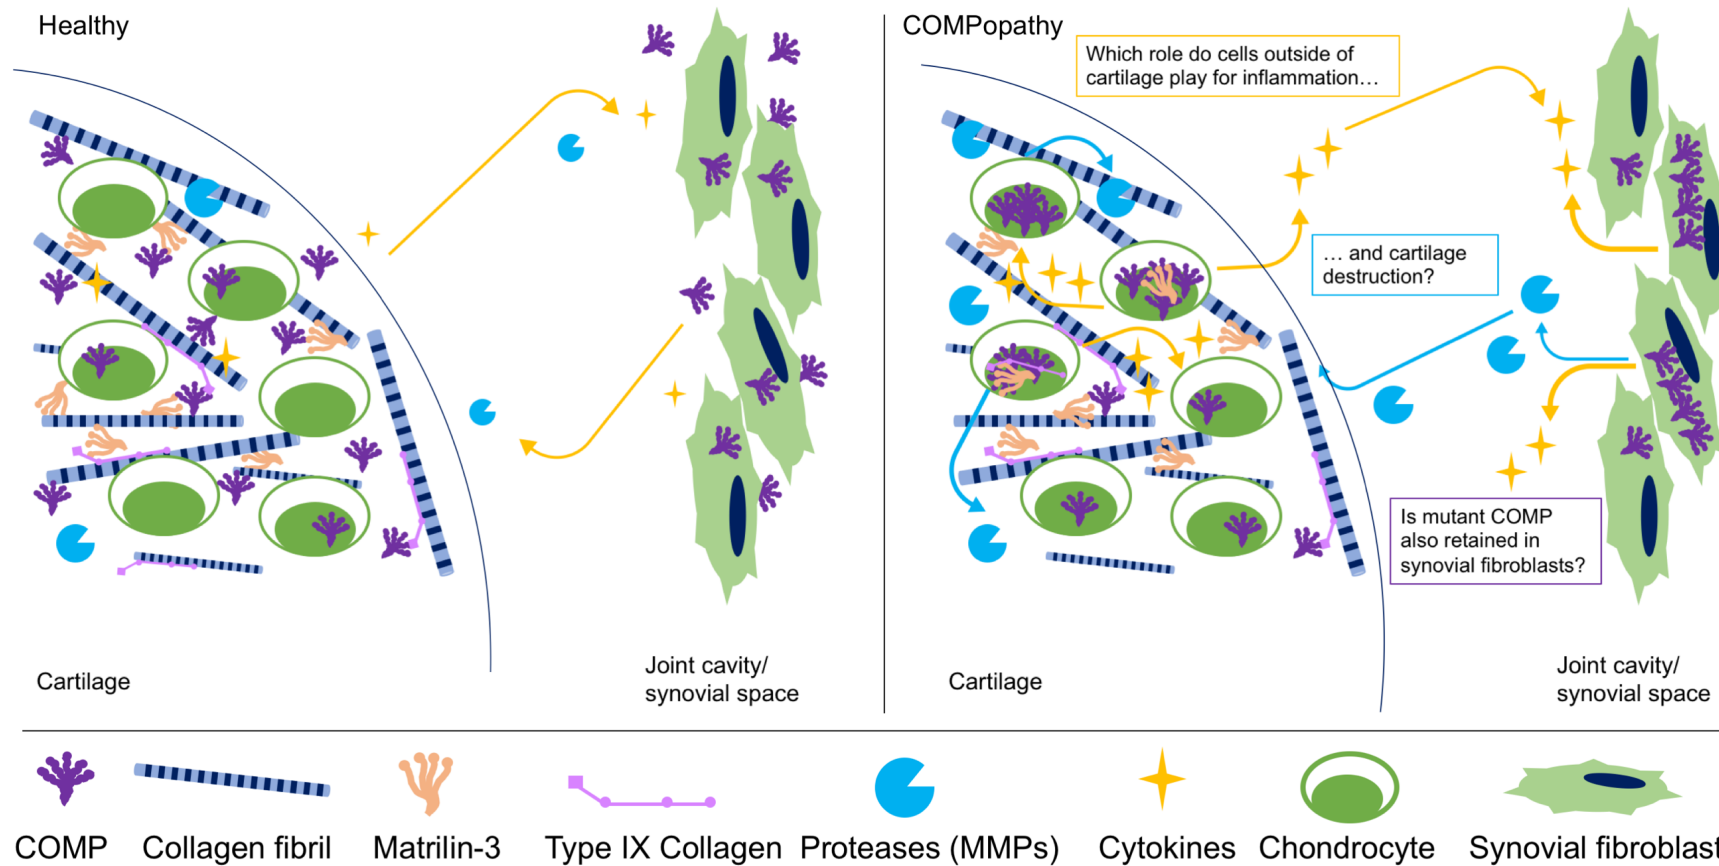 Healthy
COMPopathy
Which role do cells outside of
cartilage play for inflammation…
… and cartilage
destruction?
Is mutant COMP
also retained in
synovial fibroblasts?
Cartilage
Joint cavity/
synovial space
Cartilage
Joint cavity/
synovial space
COMP
Collagen fibril
Matrilin-3
Type IX Collagen
Proteases (MMPs)
Cytokines
Chondrocyte
Synovial fibroblast